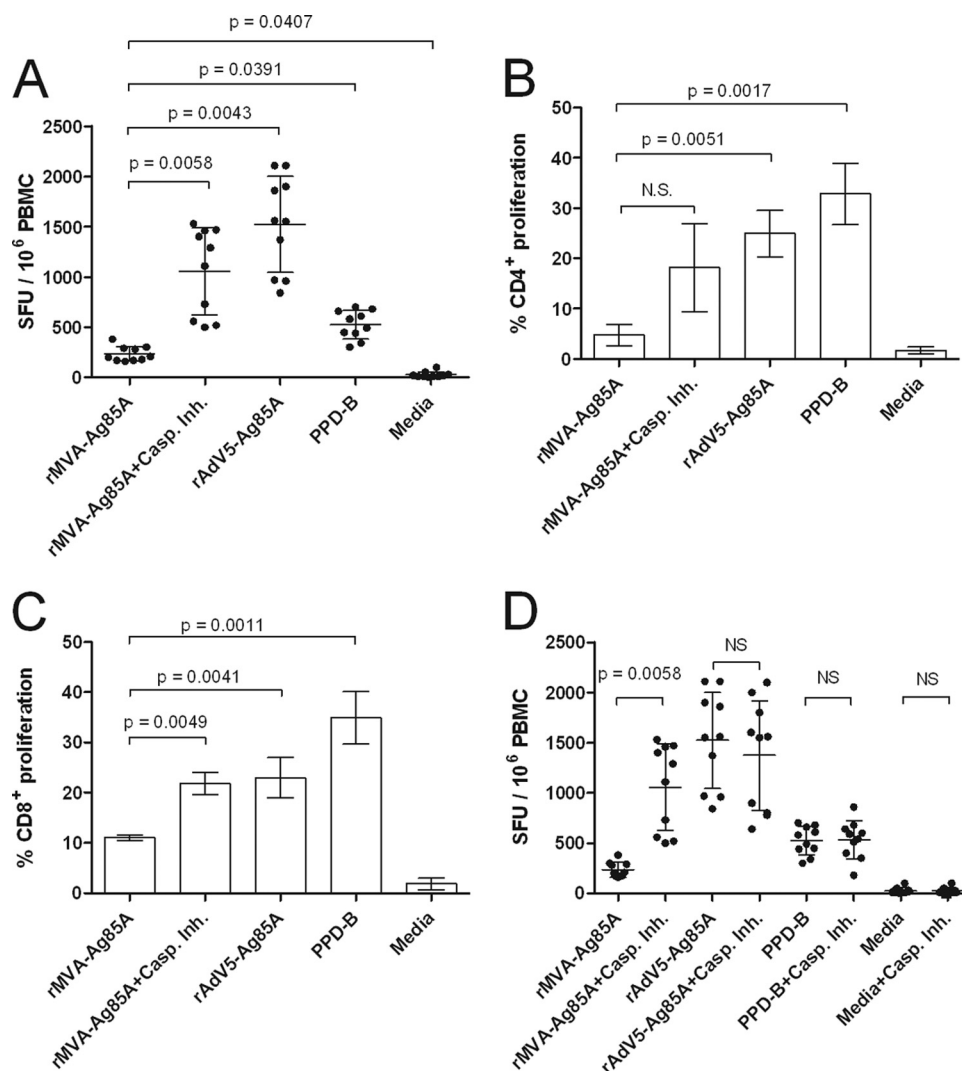 A
p = 0.0407
p = 0.0391
p = 0.0043
p = 0.0058
SFU / 10⁶ PBMC
2500
2000
1500
1000
500
0
rMVA-Ag85A
rMVA-Ag85A+Casp. Inh.
rAdV5-Ag85A
PPD-B
Media
B
p = 0.0017
p = 0.0051
N.S.
% CD4⁺ proliferation
50
40
30
20
10
0
rMVA-Ag85A
rMVA-Ag85A+Casp. Inh.
rAdV5-Ag85A
PPD-B
Media
C
p = 0.0011
p = 0.0041
p = 0.0049
% CD8⁺ proliferation
50
40
30
20
10
0
rMVA-Ag85A
rMVA-Ag85A+Casp. Inh.
rAdV5-Ag85A
PPD-B
Media
D
p = 0.0058
NS
NS
NS
SFU / 10⁶ PBMC
2500
2000
1500
1000
500
0
rMVA-Ag85A
rMVA-Ag85A+Casp. Inh.
rAdV5-Ag85A
rAdV5-Ag85A+Casp. Inh.
PPD-B
PPD-B+Casp. Inh.
Media
Media+Casp. Inh.